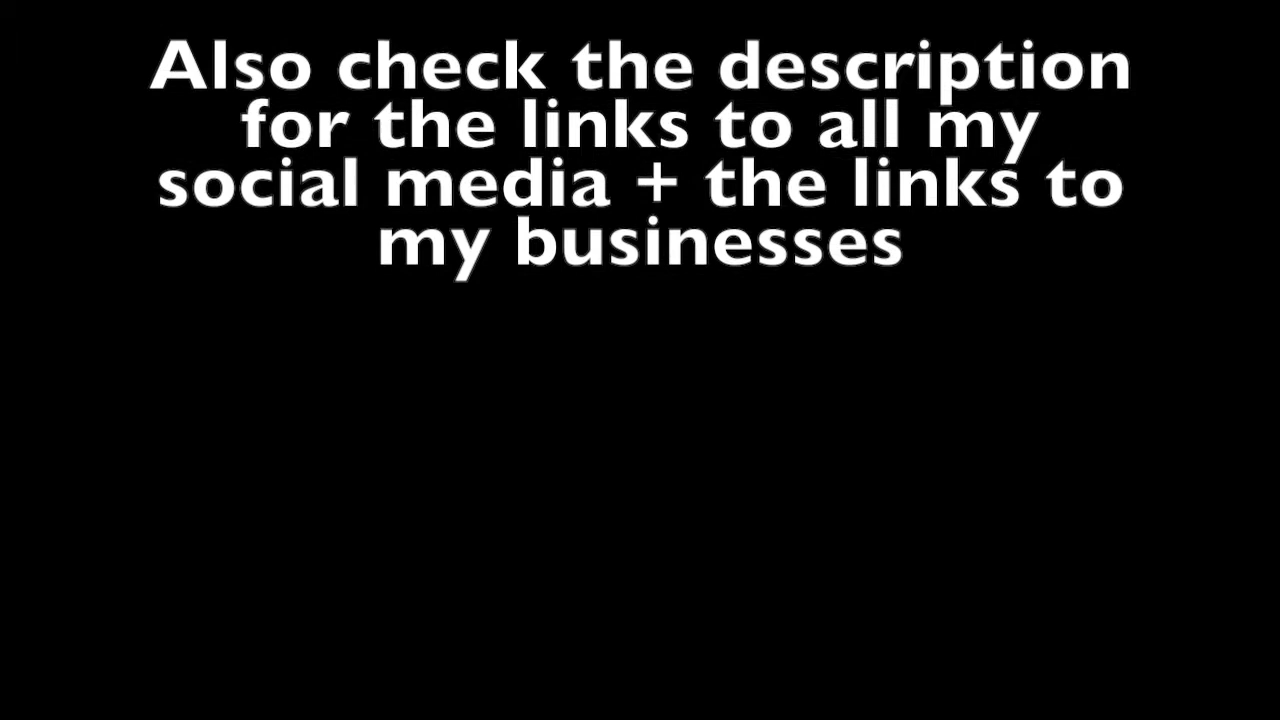 Also check the description
for the links to all my
social media + the links to
my businesses